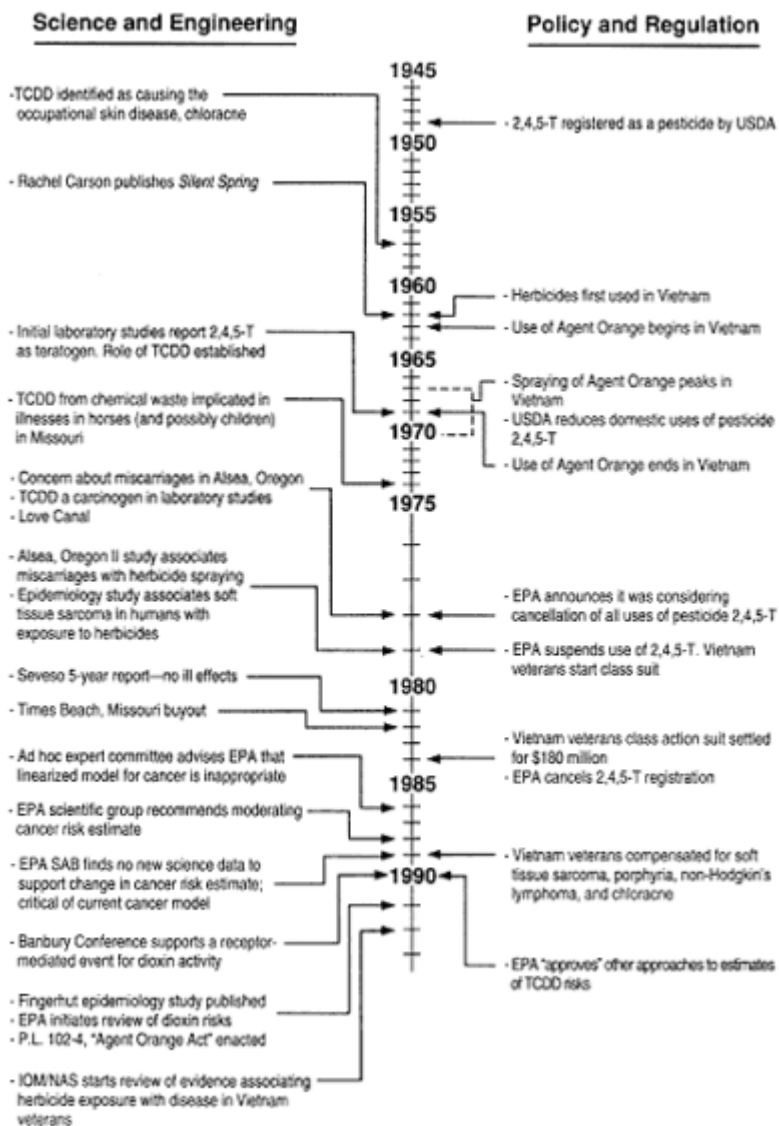 Science and Engineering
-TCDD identified as causing the
occupational skin disease, chloracne
- Rachel Carson publishes Silent Spring
- Initial laboratory studies report 2,4,5-T
as teratogen. Role of TCDD established
- TCDD from chemical waste implicated in
illnesses in horses (and possibly children)
in Missouri
- Concern about miscarriages in Alsea, Oregon
- TCDD a carcinogen in laboratory studies
- Love Canal
- Alsea, Oregon II study associates
miscarriages with herbicide spraying
- Epidemiology study associates soft
tissue sarcoma in humans with
exposure to herbicides
- Seveso 5-year report—no ill effects
- Times Beach, Missouri buyout
- Ad hoc expert committee advises EPA that
linearized model for cancer is inappropriate
- EPA scientific group recommends moderating
cancer risk estimate
- EPA SAB finds no new science data to
support change in cancer risk estimate;
critical of current cancer model
- Banbury Conference supports a receptor-
mediated event for dioxin activity
- Fingerhut epidemiology study published
- EPA initiates review of dioxin risks
- P.L. 102-4, "Agent Orange Act" enacted
- IOM/NAS starts review of evidence associating
herbicide exposure with disease in Vietnam
veterans
1945
1950
1955
1960
1965
1970
1975
1980
1985
1990
Policy and Regulation
- 2,4,5-T registered as a pesticide by USDA
- Herbicides first used in Vietnam
- Use of Agent Orange begins in Vietnam
- Spraying of Agent Orange peaks in
Vietnam
- USDA reduces domestic uses of pesticide
2,4,5-T
- Use of Agent Orange ends in Vietnam
- EPA announces it was considering
cancellation of all uses of pesticide 2,4,5-T
- EPA suspends use of 2,4,5-T. Vietnam
veterans start class suit
- Vietnam veterans class action suit settled
for $180 million
- EPA cancels 2,4,5-T registration
- Vietnam veterans compensated for soft
tissue sarcoma, porphyria, non-Hodgkin's
lymphoma, and chloracne
- EPA "approves" other approaches to estimates
of TCDD risks